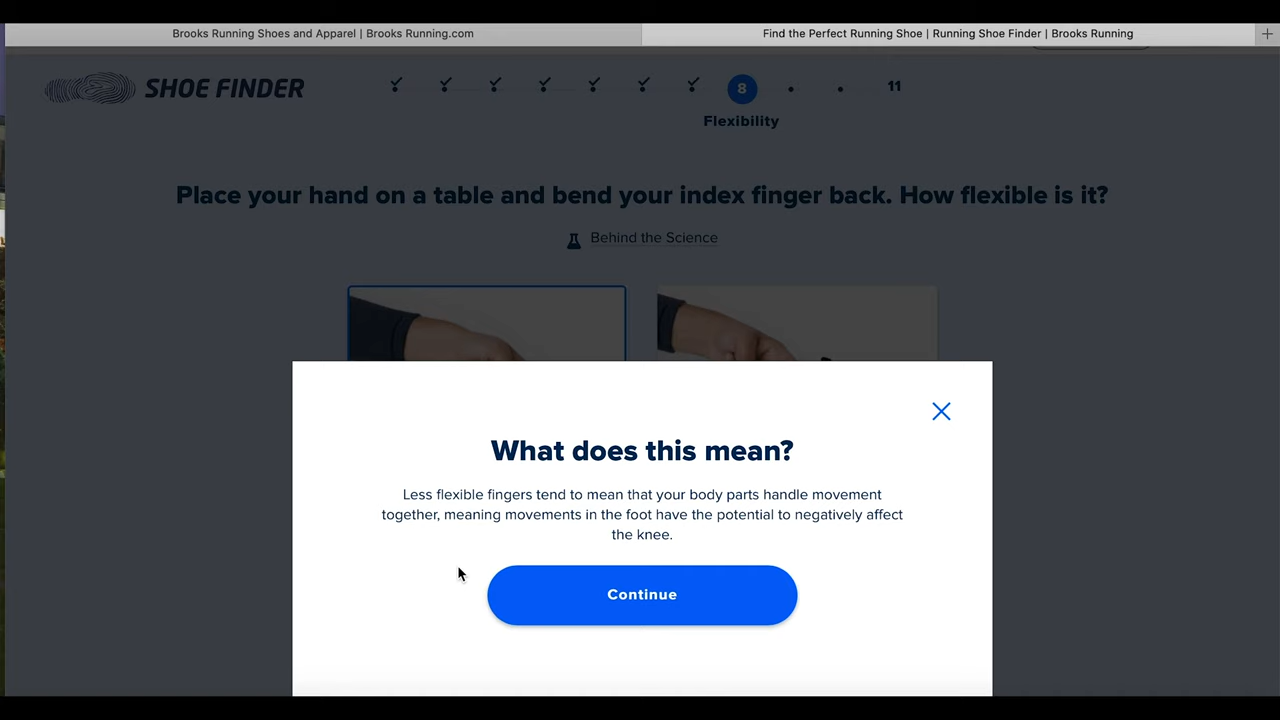 Brooks Running Shoes and Apparel | Brooks Running.com
Find the Perfect Running Shoe | Running Shoe Finder | Brooks Running
SHOE FINDER
8
11
Flexibility
Place your hand on a table and bend your index finger back. How flexible is it?
Behind the Science
What does this mean?
Less flexible fingers tend to mean that your body parts handle movement
together, meaning movements in the foot have the potential to negatively affect
the knee.
Continue